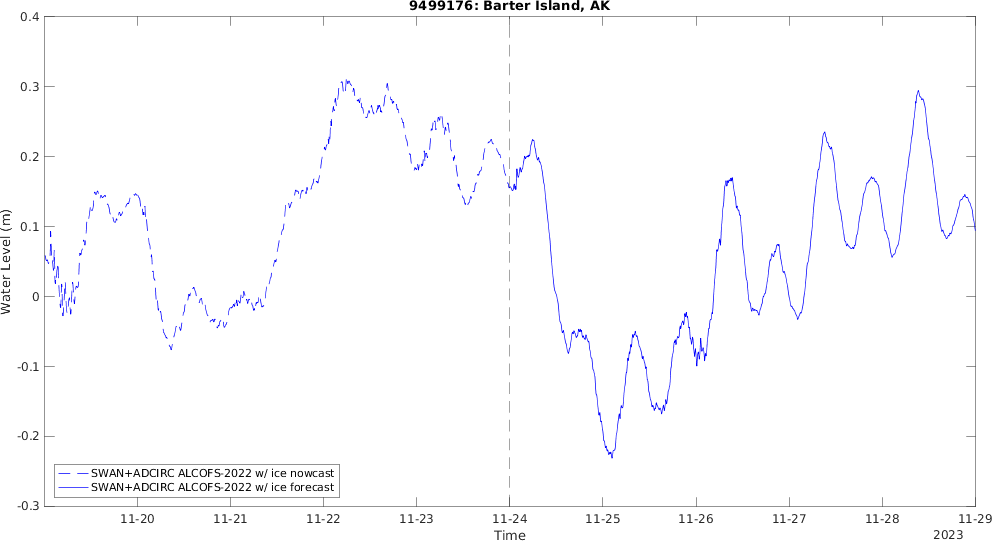 9499176: Barter Island, AK
Water Level (m)
0.4
0.3
0.2
0.1
0
-0.1
-0.2
-0.3
SWAN+ADCIRC ALCOFS-2022 w/ ice nowcast
SWAN+ADCIRC ALCOFS-2022 w/ ice forecast
11-20 11-21 11-22 11-23 11-24 11-25 11-26 11-27 11-28 11-29
Time
2023